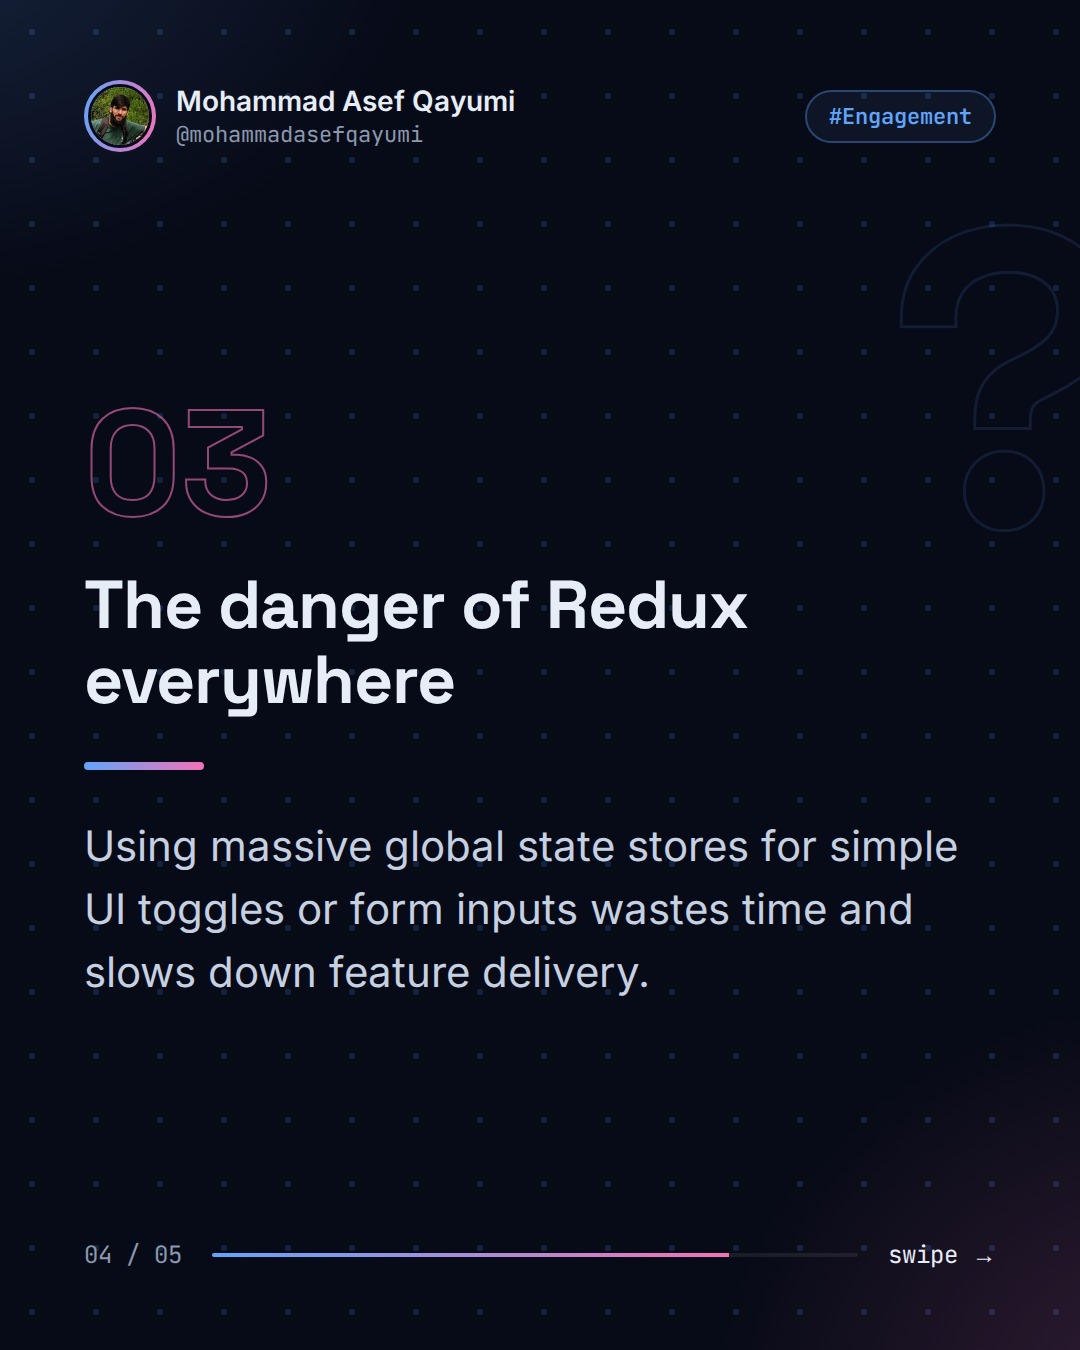 Mohammad Asef Qayumi
@mohammadasefqayumi
#Engagement
?
03
The danger of Redux
everywhere
Using massive global state stores for simple
UI toggles or form inputs wastes time and
slows down feature delivery.
04 / 05
swipe →